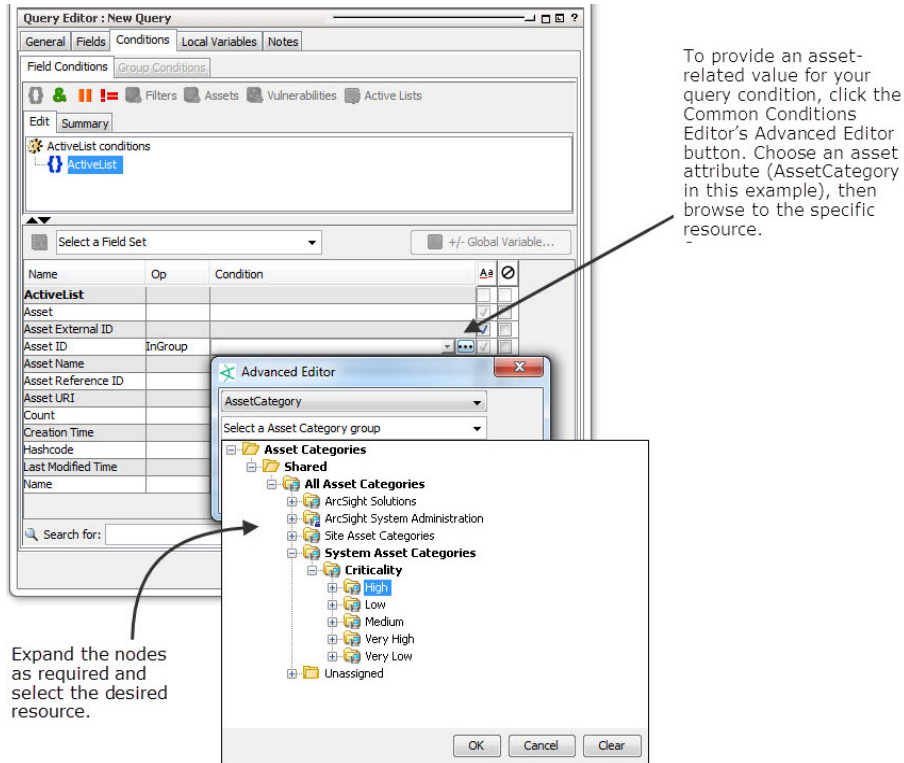 Query Editor : New Query
?
General Fields Conditions Local Variables Notes
Field Conditions Group Conditions
{} & != Filters Assets Vulnerabilities Active Lists
Edit Summary
ActiveList conditions
{} ActiveList
Select a Field Set
+/- Global Variable...
Name Op Condition Aa
ActiveList
Asset
Asset External ID
Asset ID InGroup
Asset Name
Asset Reference ID
Asset URI
Count
Creation Time
Hashcode
Last Modified Time
Name
Search for:
Advanced Editor
AssetCategory
Select a Asset Category group
Asset Categories
Shared
All Asset Categories
ArcSight Solutions
ArcSight System Administration
Site Asset Categories
System Asset Categories
Criticality
High
Low
Medium
Very High
Very Low
Unassigned
OK Cancel Clear
To provide an asset-
related value for your
query condition, click the
Common Conditions
Editor's Advanced Editor
button. Choose an asset
attribute (AssetCategory
in this example), then
browse to the specific
resource.
Expand the nodes
as required and
select the desired
resource.